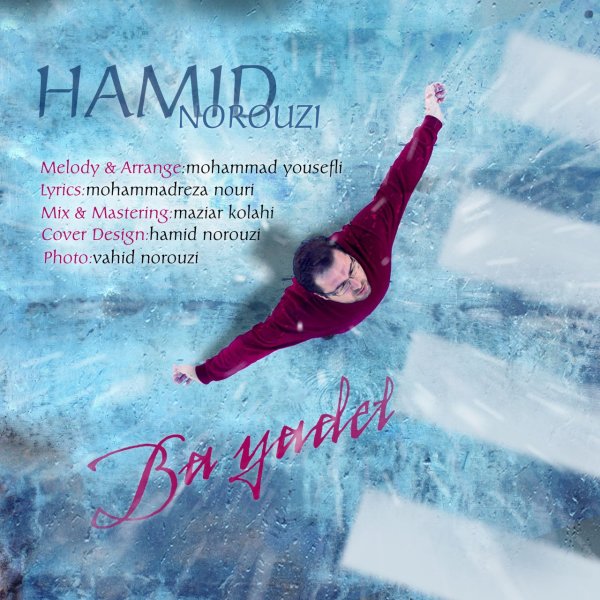 HAMID
NOROUZI
Melody & Arrange:mohammad yousefli
Lyrics:mohammadreza nouri
Mix & Mastering:maziar kolahi
Cover Design:hamid norouzi
Photo:vahid norouzi
Ba yadet